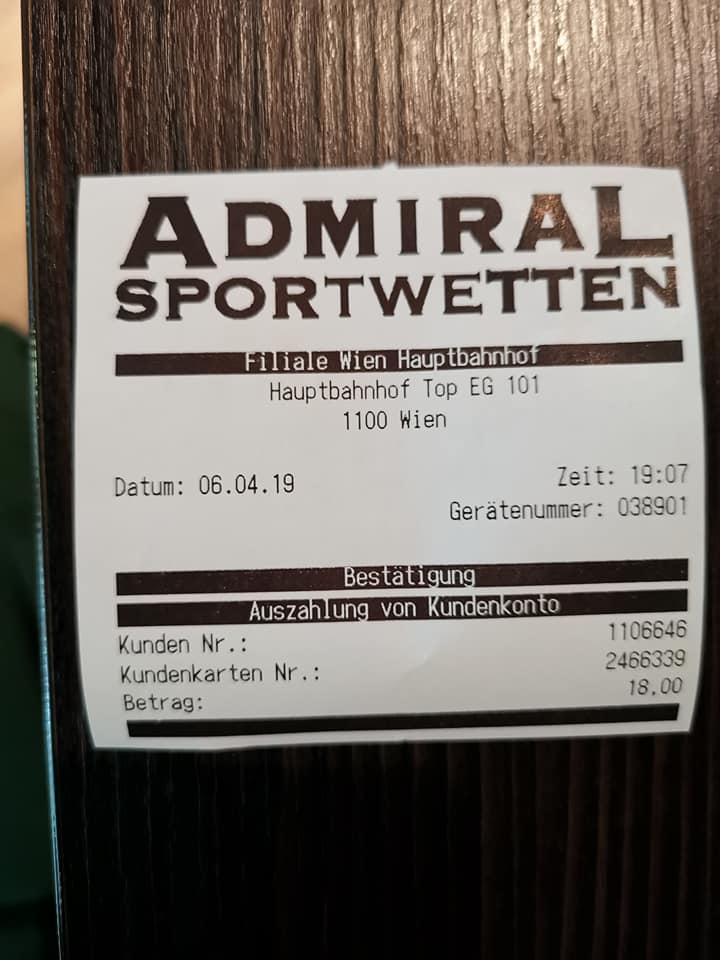 ADMIRAL
SPORTWETTEN
Filiale Wien Hauptbahnhof
Hauptbahnhof Top EG 101
1100 Wien
Datum: 06.04.19 Zeit: 19:07
Gerätenummer: 038901
Bestätigung
Auszahlung von Kundenkonto
Kunden Nr.: 1106646
Kundenkarten Nr.: 2466339
Betrag: 18,00